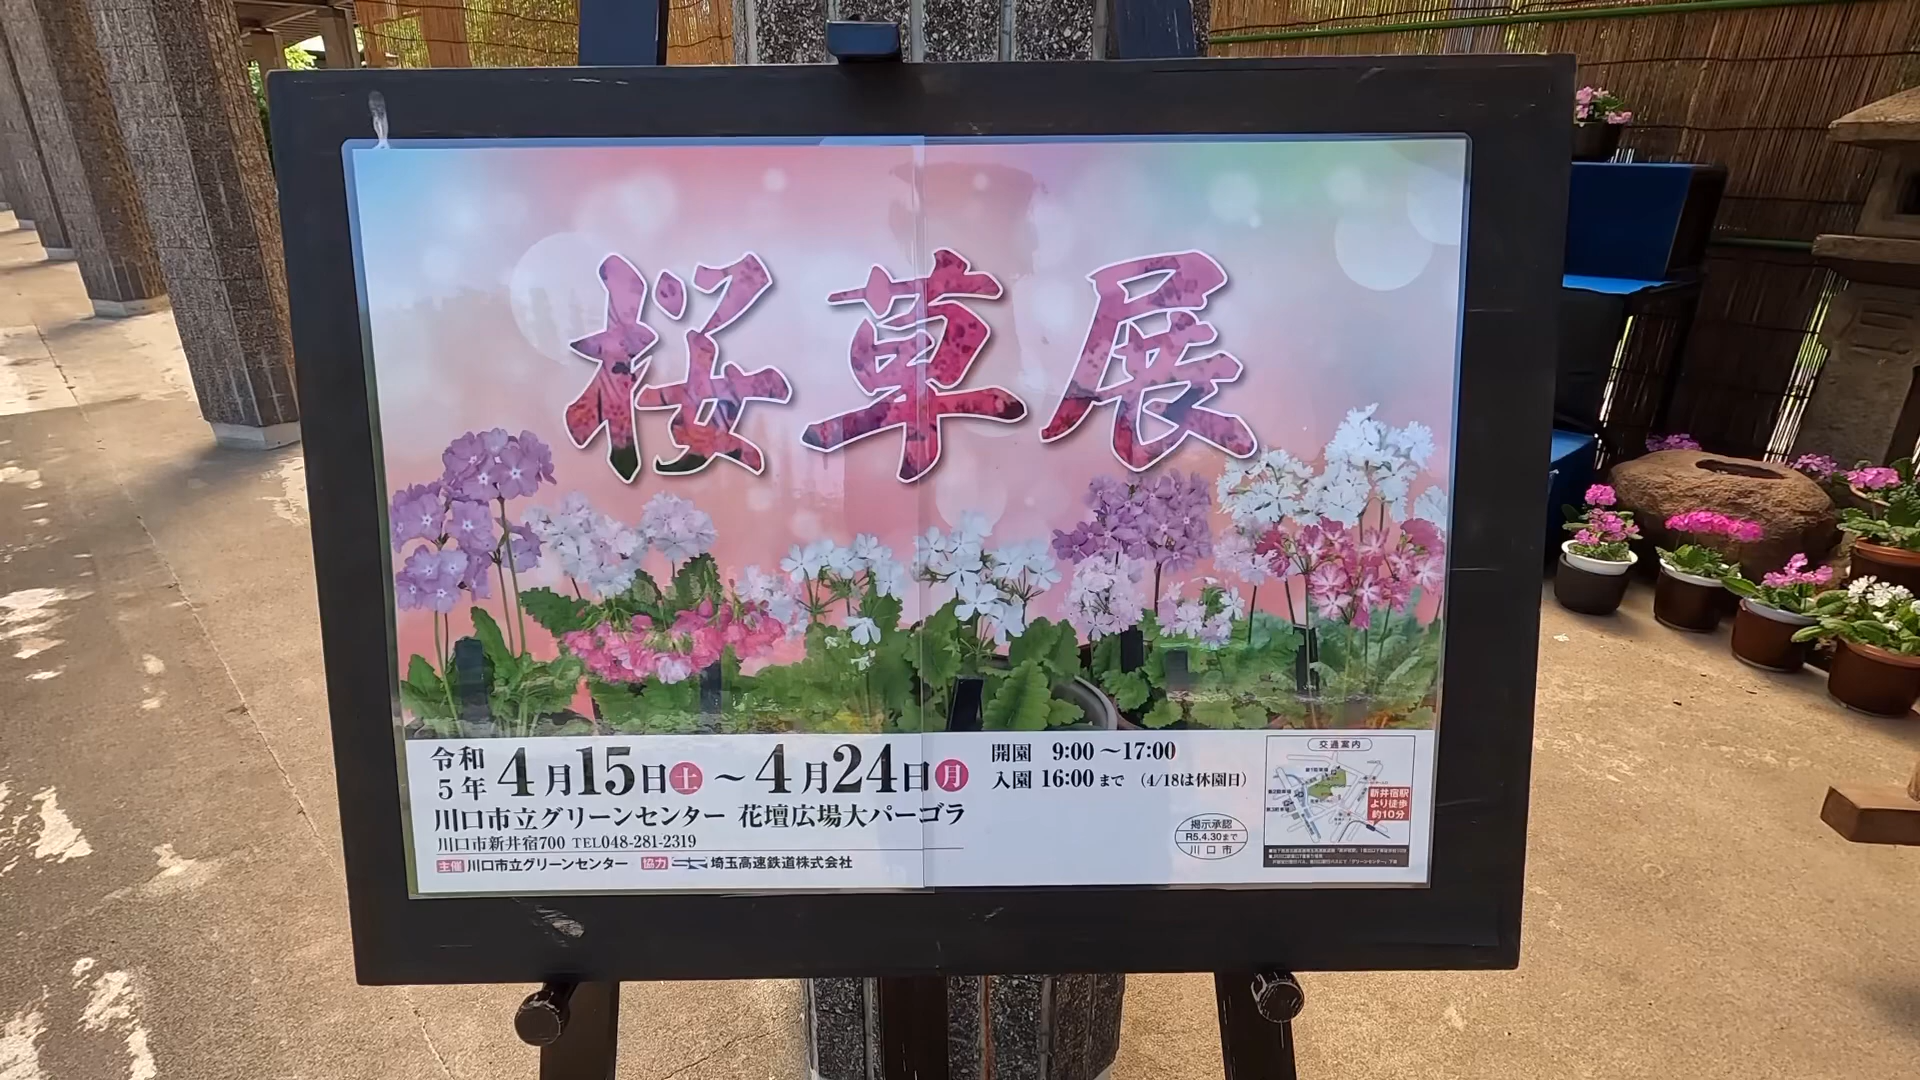 桜草展
令和5年 4月15日土～4月24日月
川口市立グリーンセンター 花壇広場大パーゴラ
川口市新井宿700 TEL048-281-2319
主催 川口市立グリーンセンター 協力 埼玉高速鉄道株式会社
開園 9:00～17:00
入園 16:00まで (4/18は休園日)
掲示承認
R5.4.30まで
川口市
交通案内
新井宿駅
より徒歩
約10分